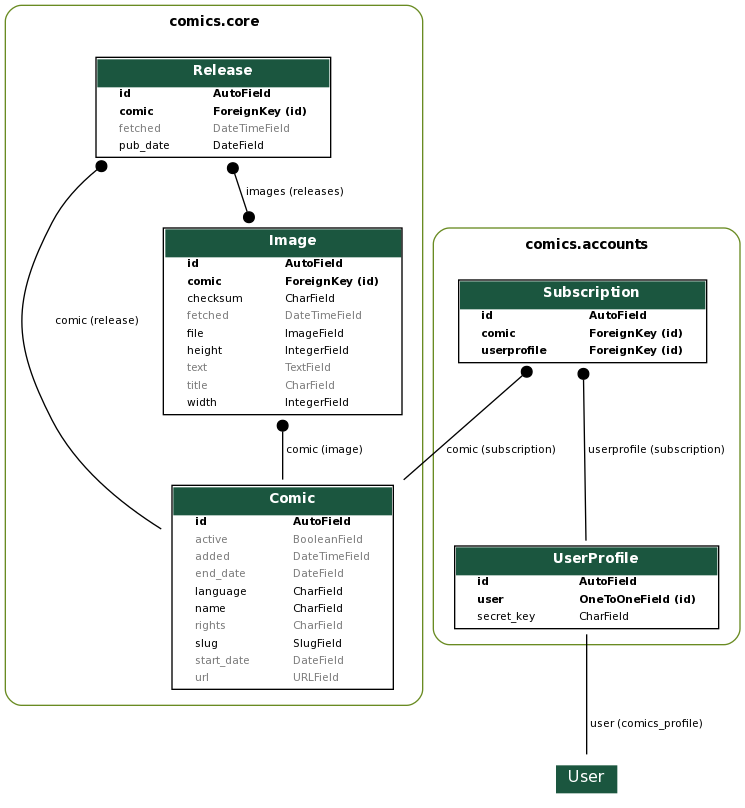 comics.core
Release
id AutoField
comic ForeignKey (id)
fetched DateTimeField
pub_date DateField
images (releases)
Image
id AutoField
comic ForeignKey (id)
checksum CharField
fetched DateTimeField
file ImageField
height IntegerField
text TextField
title CharField
width IntegerField
comic (release)
comic (image)
Comic
id AutoField
active BooleanField
added DateTimeField
end_date DateField
language CharField
name CharField
rights CharField
slug SlugField
start_date DateField
url URLField
comics.accounts
Subscription
id AutoField
comic ForeignKey (id)
userprofile ForeignKey (id)
comic (subscription)
userprofile (subscription)
UserProfile
id AutoField
user OneToOneField (id)
secret_key CharField
user (comics_profile)
User